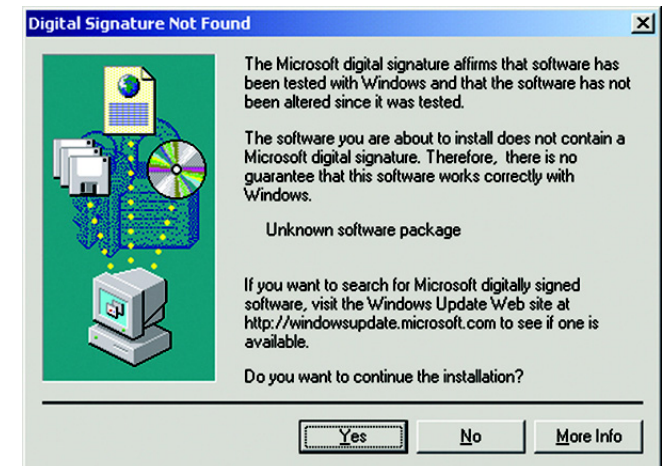 Digital Signature Not Found
The Microsoft digital signature affirms that software has
been tested with Windows and that the software has not
been altered since it was tested.
The software you are about to install does not contain a
Microsoft digital signature. Therefore, there is no
guarantee that this software works correctly with
Windows.
Unknown software package
If you want to search for Microsoft digitally signed
software, visit the Windows Update Web site at
http://windowsupdate.microsoft.com to see if one is
available.
Do you want to continue the installation?
Yes No More Info